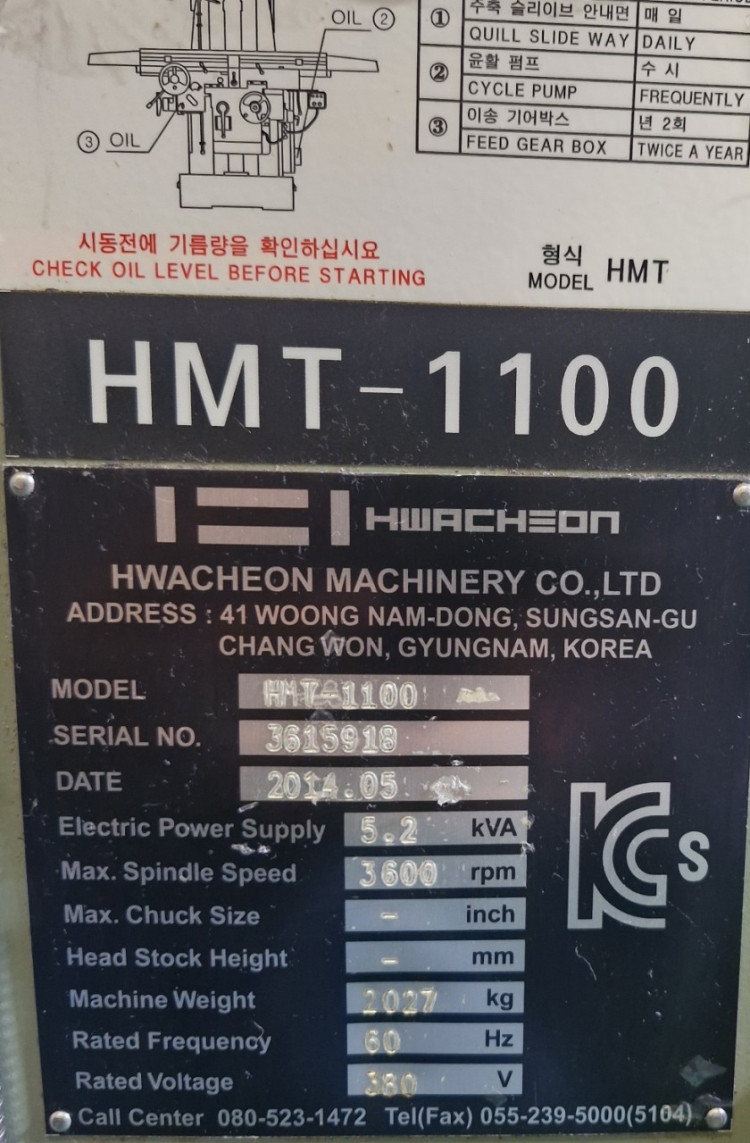 OIL ②
③ OIL
① 주축 슬리이브 안내면 매 일
QUILL SLIDE WAY DAILY
② 윤활 펌프 수 시
CYCLE PUMP FREQUENTLY
③ 이송 기어박스 년 2회
FEED GEAR BOX TWICE A YEAR
시동전에 기름량을 확인하십시요
CHECK OIL LEVEL BEFORE STARTING
형식
MODEL HMT
HMT-1100
HWACHEON
HWACHEON MACHINERY CO.,LTD
ADDRESS : 41 WOONG NAM-DONG, SUNGSAN-GU
CHANG WON, GYUNGNAM, KOREA
MODEL HMT-1100
SERIAL NO. 3615918
DATE 2014.05
Electric Power Supply 5.2 kVA
Max. Spindle Speed 3600 rpm
Max. Chuck Size - inch
Head Stock Height - mm
Machine Weight 2027 kg
Rated Frequency 60 Hz
Rated Voltage 380 V
KCs
Call Center 080-523-1472 Tel(Fax) 055-239-5000(5104)